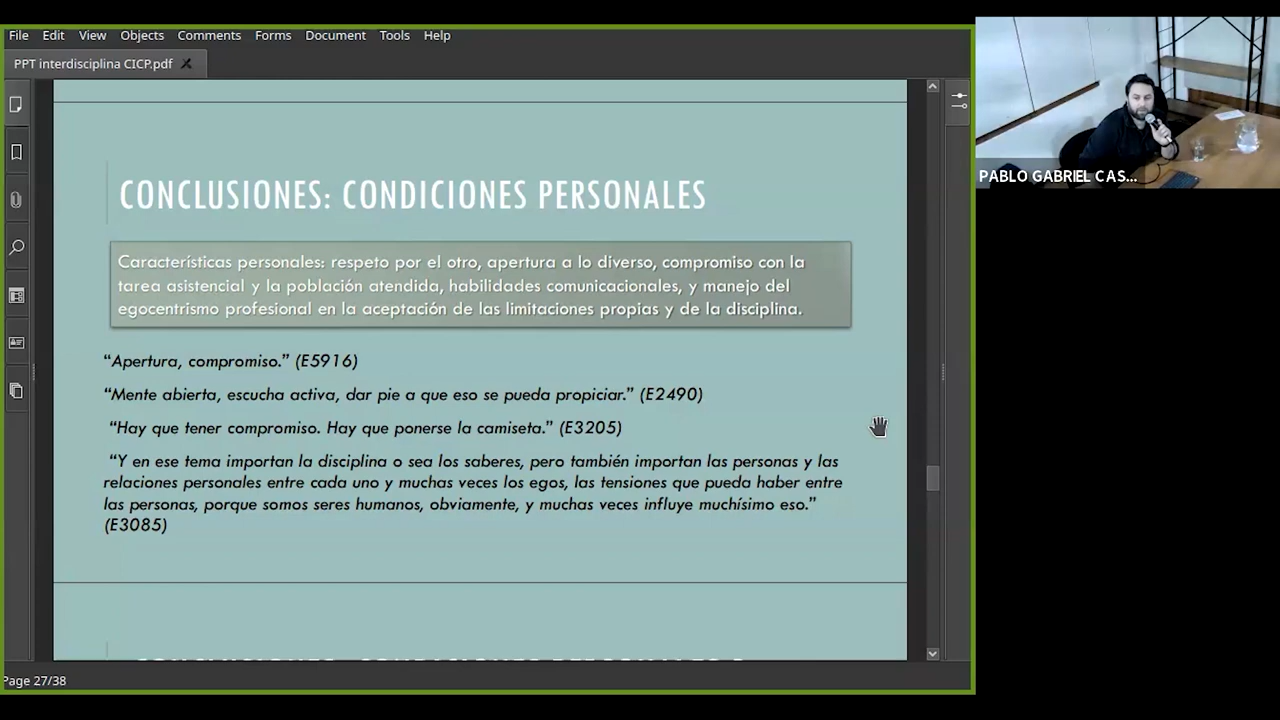 File Edit View Objects Comments Forms Document Tools Help
PPT interdisciplina CICP.pdf
CONCLUSIONES: CONDICIONES PERSONALES
Características personales: respeto por el otro, apertura a lo diverso, compromiso con la
tarea asistencial y la población atendida, habilidades comunicacionales, y manejo del
egocentrismo profesional en la aceptación de las limitaciones propias y de la disciplina.
“Apertura, compromiso.” (E5916)
“Mente abierta, escucha activa, dar pie a que eso se pueda propiciar.” (E2490)
“Hay que tener compromiso. Hay que ponerse la camiseta.” (E3205)
“Y en ese tema importan la disciplina o sea los saberes, pero también importan las personas y las
relaciones personales entre cada uno y muchas veces los egos, las tensiones que pueda haber entre
las personas, porque somos seres humanos, obviamente, y muchas veces influye muchísimo eso.”
(E3085)
Page 27/38
PABLO GABRIEL CAS...